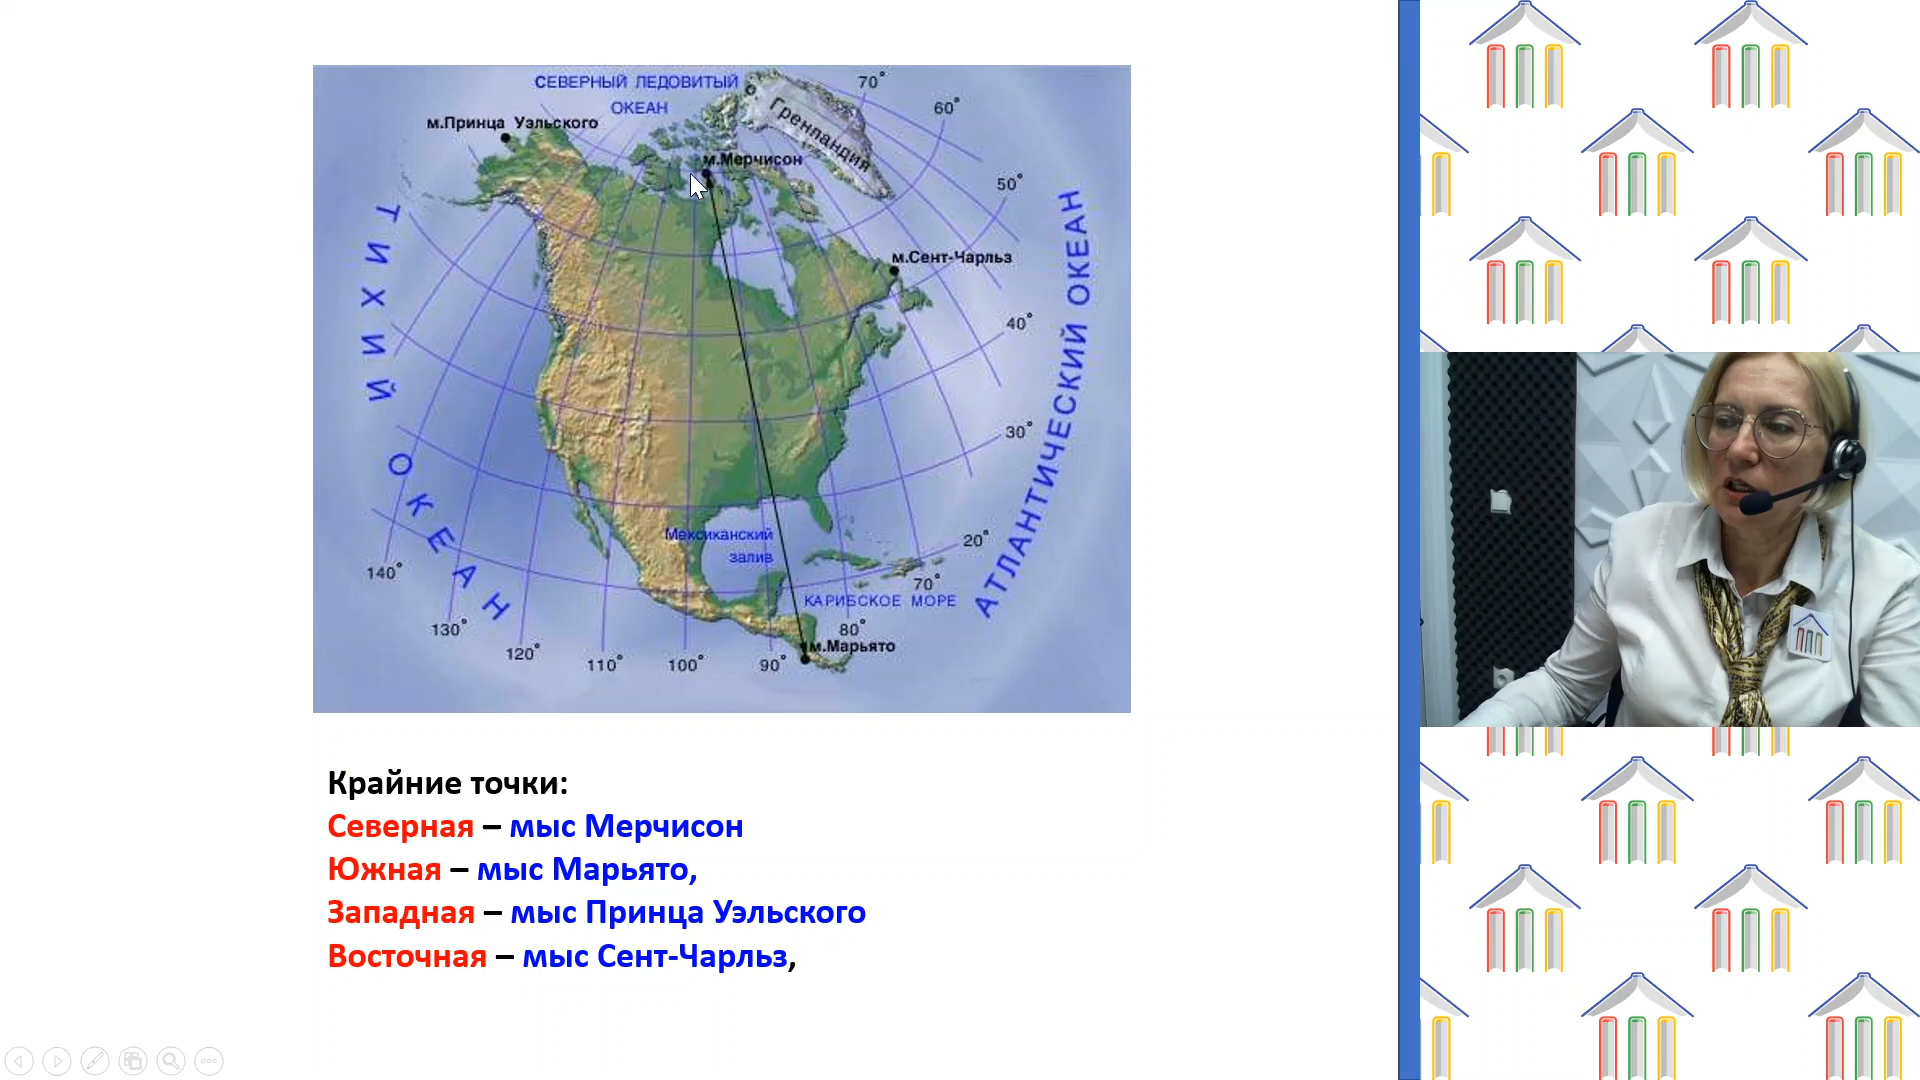 СЕВЕРНЫЙ ЛЕДОВИТЫЙ
ОКЕАН
70°
60°
Гренландия
м.Принца Уэльского
м.Мерчисон
50°
ТИХИЙ ОКЕАН
АТЛАНТИЧЕСКИЙ ОКЕАН
м.Сент-Чарльз
40°
30°
Мексиканский
залив
20°
140°
70°
КАРИБСКОЕ МОРЕ
130°
80°
м.Марьято
120°
110°
100°
90°
Крайние точки:
Северная – мыс Мерчисон
Южная – мыс Марьято,
Западная – мыс Принца Уэльского
Восточная – мыс Сент-Чарльз,